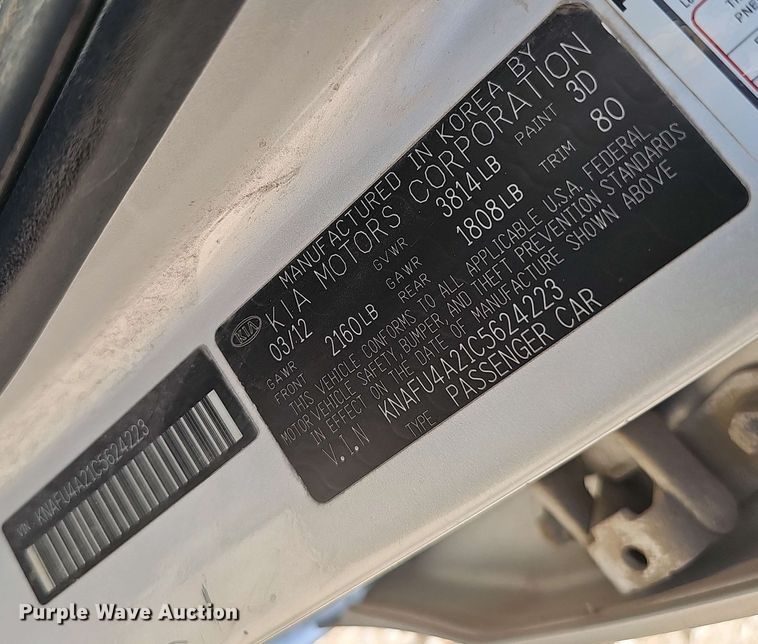 MANUFACTURED IN KOREA BY
KIA KIA MOTORS CORPORATION
03/12 GVWR 3814LB PAINT 3D
GAWR FRONT 2160LB GAWR REAR 1808LB TRIM 80
THIS VEHICLE CONFORMS TO ALL APPLICABLE U.S.A. FEDERAL
MOTOR VEHICLE SAFETY, BUMPER, AND THEFT PREVENTION STANDARDS
IN EFFECT ON THE DATE OF MANUFACTURE SHOWN ABOVE
V.I.N KNAFU4A21C5624223
TYPE PASSENGER CAR
VIN KNAFU4A21C5624223
Purple Wave Auction